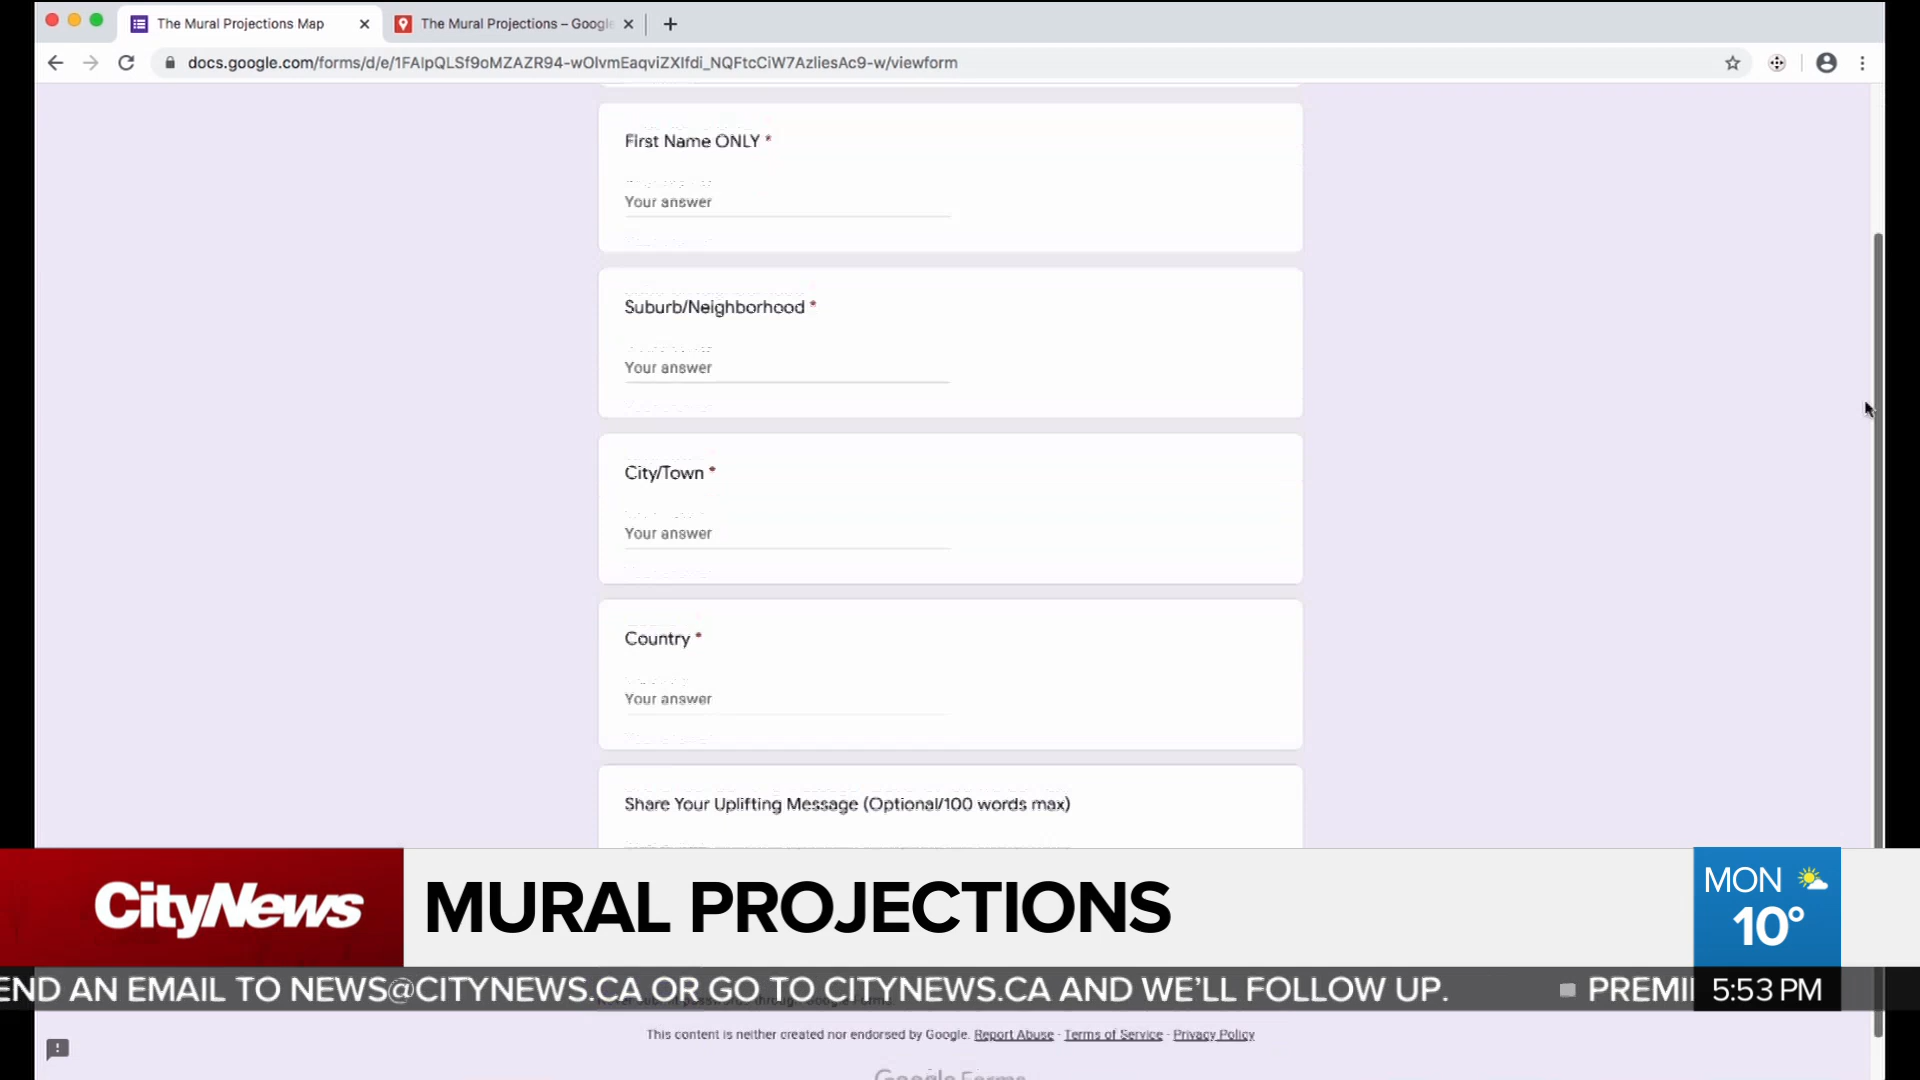 The Mural Projections Map
The Mural Projections – Googl
docs.google.com/forms/d/e/1FAIpQLSf9oMZAZR94-wOIvmEaqviZXIfdi_NQFtcCiW7AzliesAc9-w/viewform
First Name ONLY *
Your answer
Suburb/Neighborhood *
Your answer
City/Town *
Your answer
Country *
Your answer
Share Your Uplifting Message (Optional/100 words max)
CityNews
MURAL PROJECTIONS
MON
10°
END AN EMAIL TO NEWS@CITYNEWS.CA OR GO TO CITYNEWS.CA AND WE'LL FOLLOW UP. PREMI
5:53 PM
This content is neither created nor endorsed by Google. Report Abuse - Terms of Service - Privacy Policy
Google Forms